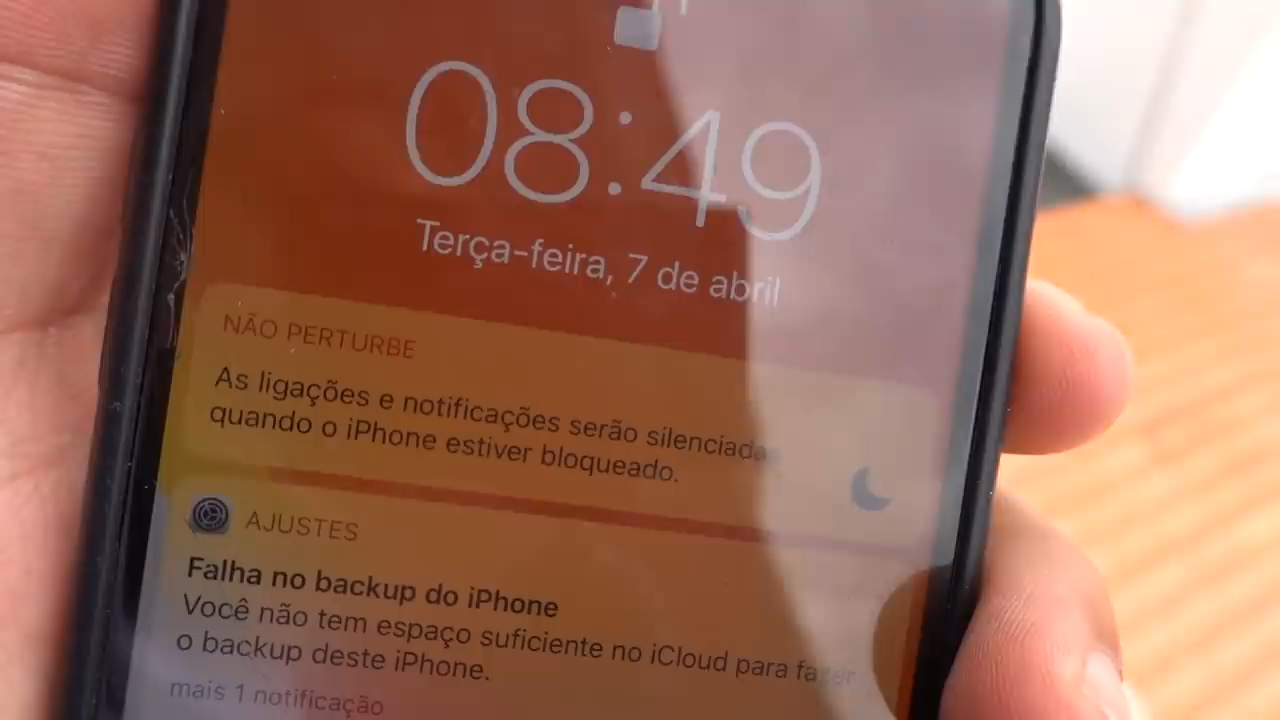 08:49
Terça-feira, 7 de abril
NÃO PERTURBE
As ligações e notificações serão silenciadas
quando o iPhone estiver bloqueado.
AJUSTES
Falha no backup do iPhone
Você não tem espaço suficiente no iCloud para fazer
o backup deste iPhone.
mais 1 notificação